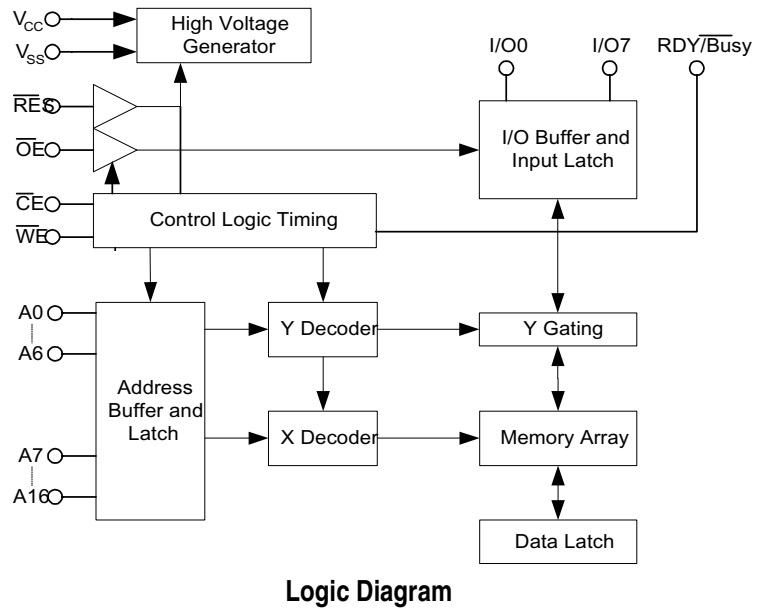 VCC
VSS
High Voltage
Generator
I/O0
I/O7
RDY/Busy
RES
OE
I/O Buffer and
Input Latch
CE
WE
Control Logic Timing
A0
A6
A7
A16
Address
Buffer and
Latch
Y Decoder
Y Gating
X Decoder
Memory Array
Data Latch
Logic Diagram